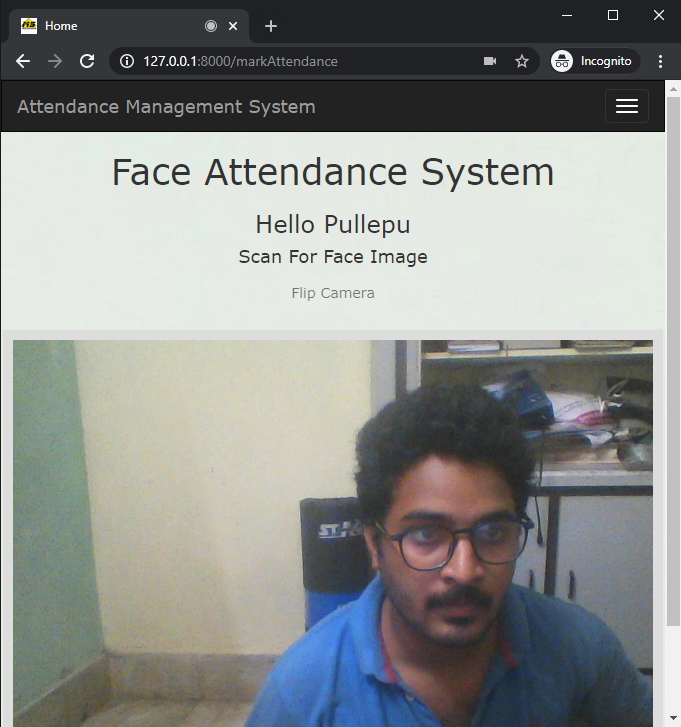 Home
127.0.0.1:8000/markAttendance
Incognito
Attendance Management System
Face Attendance System
Hello Pullepu
Scan For Face Image
Flip Camera